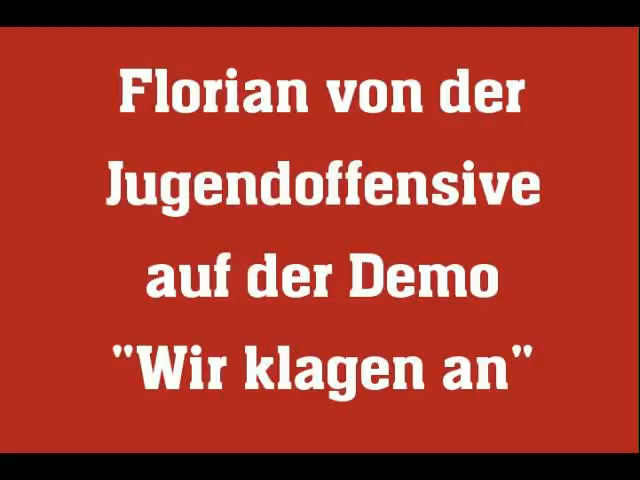 Florian von der
Jugendoffensive
auf der Demo
"Wir klagen an"